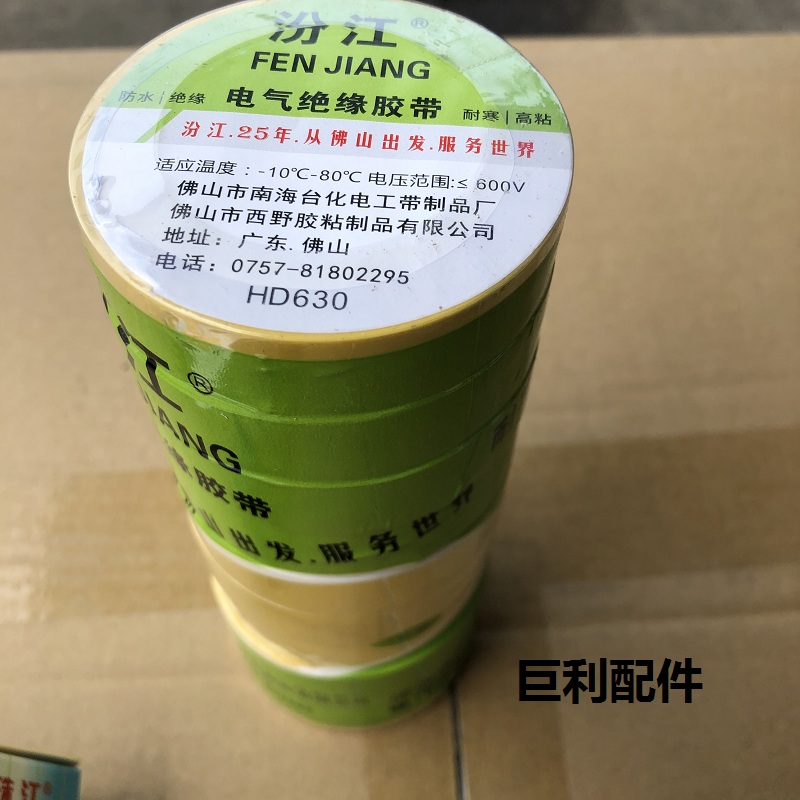 汾江®
FEN JIANG
防水|绝缘 电气绝缘胶带 耐寒|高粘
汾江.25年.从佛山出发.服务世界
适应温度：-10℃-80℃ 电压范围:≤600V
佛山市南海台化电工带制品厂
佛山市西野胶粘制品有限公司
地址：广东.佛山
电话：0757-81802295
HD630
江®
JIANG
缘胶带
山出发.服务世界
巨利配件
江®